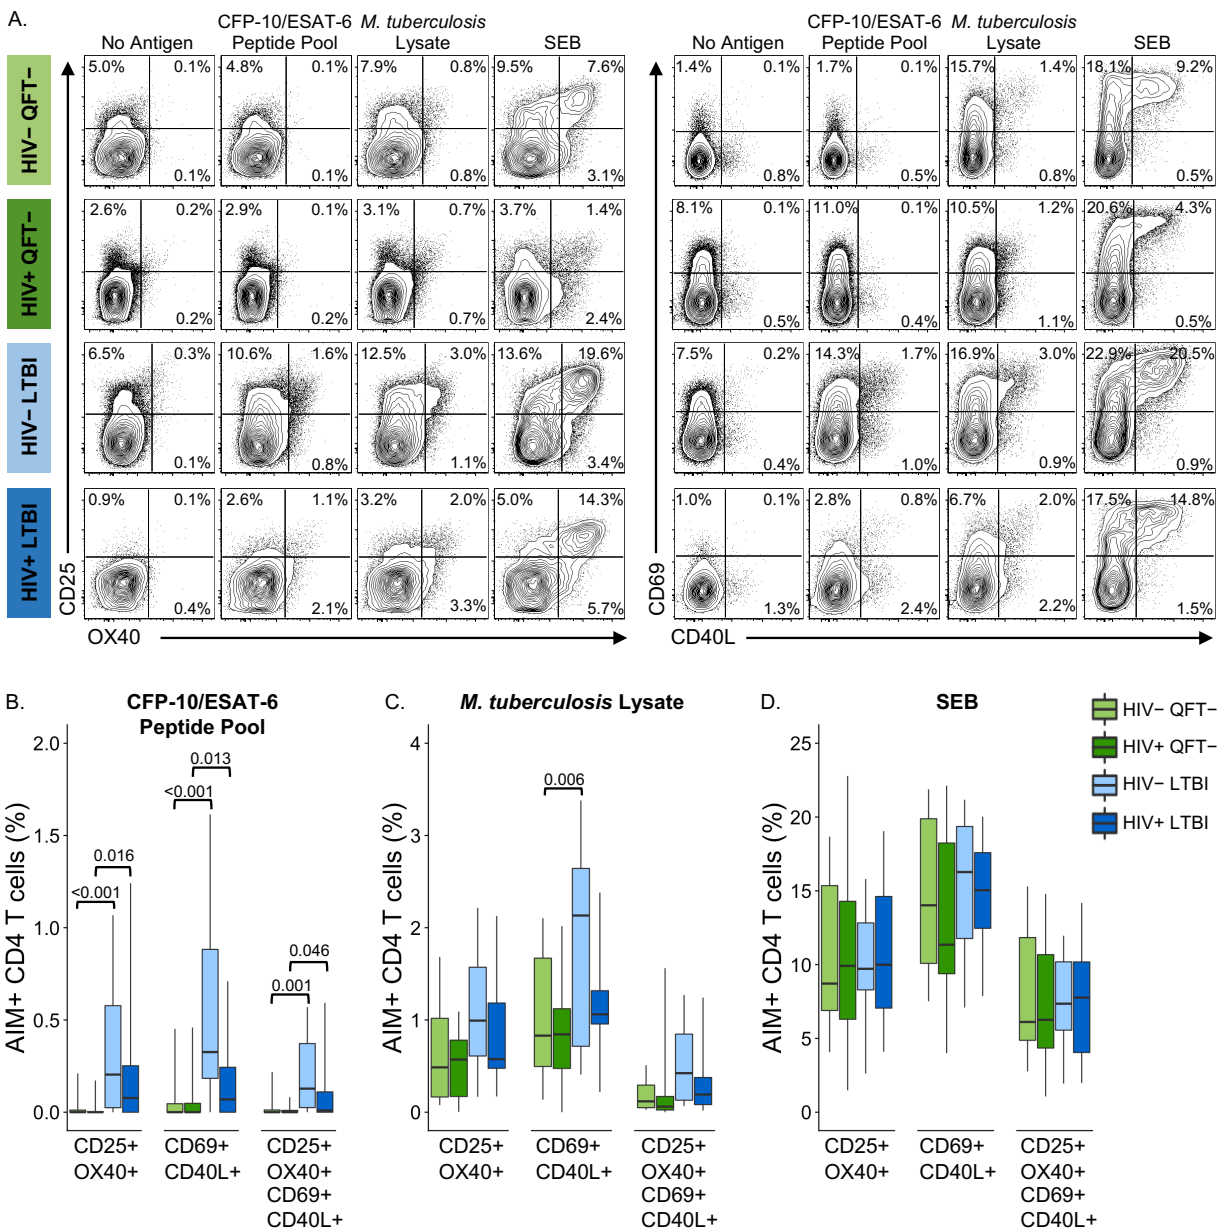 A.
CFP-10/ESAT-6 M. tuberculosis
No Antigen Peptide Pool Lysate SEB
CFP-10/ESAT-6 M. tuberculosis
No Antigen Peptide Pool Lysate SEB
HIV− QFT−
5.0% 0.1% 4.8% 0.1% 7.9% 0.8% 9.5% 7.6%
0.1% 0.1% 0.8% 3.1%
1.4% 0.1% 1.7% 0.1% 15.7% 1.4% 18.1% 9.2%
0.8% 0.5% 0.8% 0.5%
HIV+ QFT−
2.6% 0.2% 2.9% 0.1% 3.1% 0.7% 3.7% 1.4%
0.2% 0.2% 0.7% 2.4%
8.1% 0.1% 11.0% 0.1% 10.5% 1.2% 20.6% 4.3%
0.5% 0.4% 1.1% 0.5%
HIV− LTBI
6.5% 0.3% 10.6% 1.6% 12.5% 3.0% 13.6% 19.6%
0.1% 0.8% 1.1% 3.4%
7.5% 0.2% 14.3% 1.7% 16.9% 3.0% 22.9% 20.5%
0.4% 1.0% 0.9% 0.9%
HIV+ LTBI
0.9% 0.1% 2.6% 1.1% 3.2% 2.0% 5.0% 14.3%
0.4% 2.1% 3.3% 5.7%
1.0% 0.1% 2.8% 0.8% 6.7% 2.0% 17.5% 14.8%
1.3% 2.4% 2.2% 1.5%
CD25
OX40
CD69
CD40L
B.
CFP-10/ESAT-6
Peptide Pool
AIM+ CD4 T cells (%)
2.0
1.5
1.0
0.5
0.0
<0.001
0.016
<0.001
0.013
0.001
0.046
CD25+
OX40+
CD69+
CD40L+
CD25+
OX40+
CD69+
CD40L+
C.
M. tuberculosis Lysate
AIM+ CD4 T cells (%)
4
3
2
1
0
0.006
CD25+
OX40+
CD69+
CD40L+
CD25+
OX40+
CD69+
CD40L+
D.
SEB
AIM+ CD4 T cells (%)
25
20
15
10
5
0
CD25+
OX40+
CD69+
CD40L+
CD25+
OX40+
CD69+
CD40L+
HIV− QFT−
HIV+ QFT−
HIV− LTBI
HIV+ LTBI